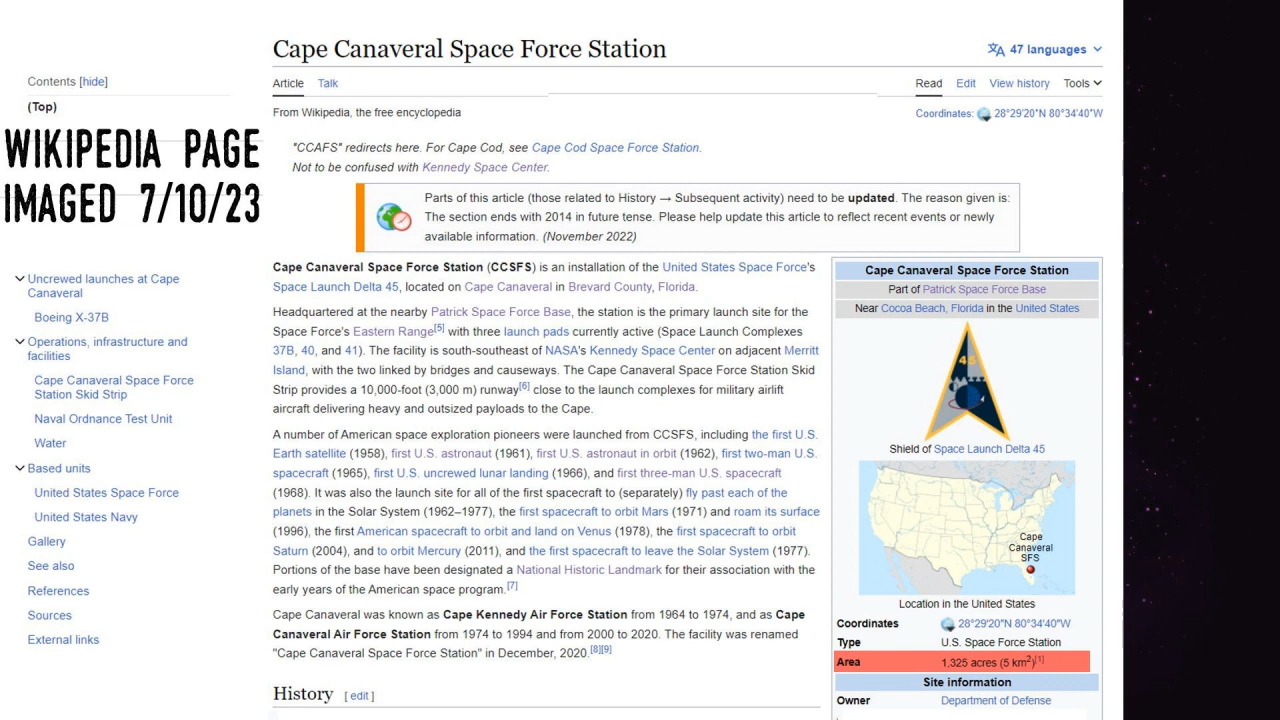 Cape Canaveral Space Force Station
47 languages
Contents [hide]
(Top)
WIKIPEDIA PAGE
IMAGED 7/10/23
Uncrewed launches at Cape
Canaveral
Boeing X-37B
Operations, infrastructure and
facilities
Cape Canaveral Space Force
Station Skid Strip
Naval Ordnance Test Unit
Water
Based units
United States Space Force
United States Navy
Gallery
See also
References
Sources
External links
Article Talk
Read Edit View history Tools
From Wikipedia, the free encyclopedia
Coordinates: 28°29′20″N 80°34′40″W
"CCAFS" redirects here. For Cape Cod, see Cape Cod Space Force Station.
Not to be confused with Kennedy Space Center.
Parts of this article (those related to History → Subsequent activity) need to be updated. The reason given is:
The section ends with 2014 in future tense. Please help update this article to reflect recent events or newly
available information. (November 2022)
Cape Canaveral Space Force Station (CCSFS) is an installation of the United States Space Force's
Space Launch Delta 45, located on Cape Canaveral in Brevard County, Florida.
Headquartered at the nearby Patrick Space Force Base, the station is the primary launch site for the
Space Force's Eastern Range[5] with three launch pads currently active (Space Launch Complexes
37B, 40, and 41). The facility is south-southeast of NASA's Kennedy Space Center on adjacent Merritt
Island, with the two linked by bridges and causeways. The Cape Canaveral Space Force Station Skid
Strip provides a 10,000-foot (3,000 m) runway[6] close to the launch complexes for military airlift
aircraft delivering heavy and outsized payloads to the Cape.
A number of American space exploration pioneers were launched from CCSFS, including the first U.S.
Earth satellite (1958), first U.S. astronaut (1961), first U.S. astronaut in orbit (1962), first two-man U.S.
spacecraft (1965), first U.S. uncrewed lunar landing (1966), and first three-man U.S. spacecraft
(1968). It was also the launch site for all of the first spacecraft to (separately) fly past each of the
planets in the Solar System (1962–1977), the first spacecraft to orbit Mars (1971) and roam its surface
(1996), the first American spacecraft to orbit and land on Venus (1978), the first spacecraft to orbit
Saturn (2004), and to orbit Mercury (2011), and the first spacecraft to leave the Solar System (1977).
Portions of the base have been designated a National Historic Landmark for their association with the
early years of the American space program.[7]
Cape Canaveral was known as Cape Kennedy Air Force Station from 1964 to 1974, and as Cape
Canaveral Air Force Station from 1974 to 1994 and from 2000 to 2020. The facility was renamed
"Cape Canaveral Space Force Station" in December, 2020.[8][9]
History [ edit ]
Cape Canaveral Space Force Station
Part of Patrick Space Force Base
Near Cocoa Beach, Florida in the United States
45
Shield of Space Launch Delta 45
Cape
Canaveral
SFS
Location in the United States
Coordinates 28°29′20″N 80°34′40″W
Type U.S. Space Force Station
Area 1,325 acres (5 km2)[1]
Site information
Owner Department of Defense